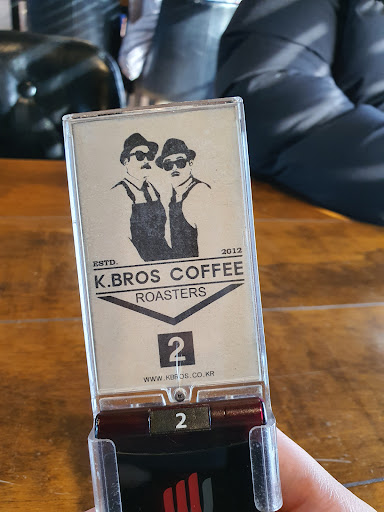 ESTD. 2012
K.BROS COFFEE
ROASTERS
2
WWW.KBROS.CO.KR
2